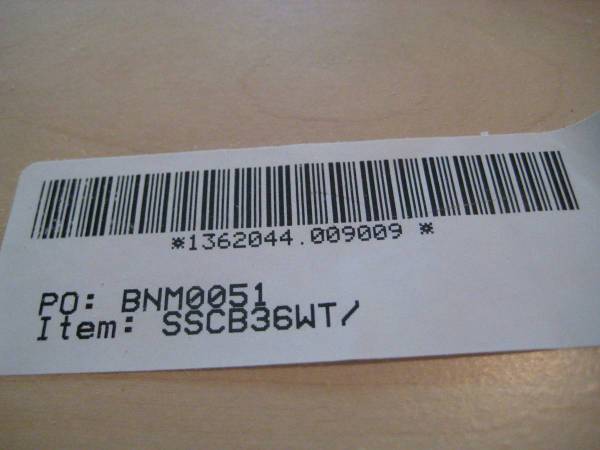 *1362044.009009 *
PO: BNM0051
Item: SSCB36WT/